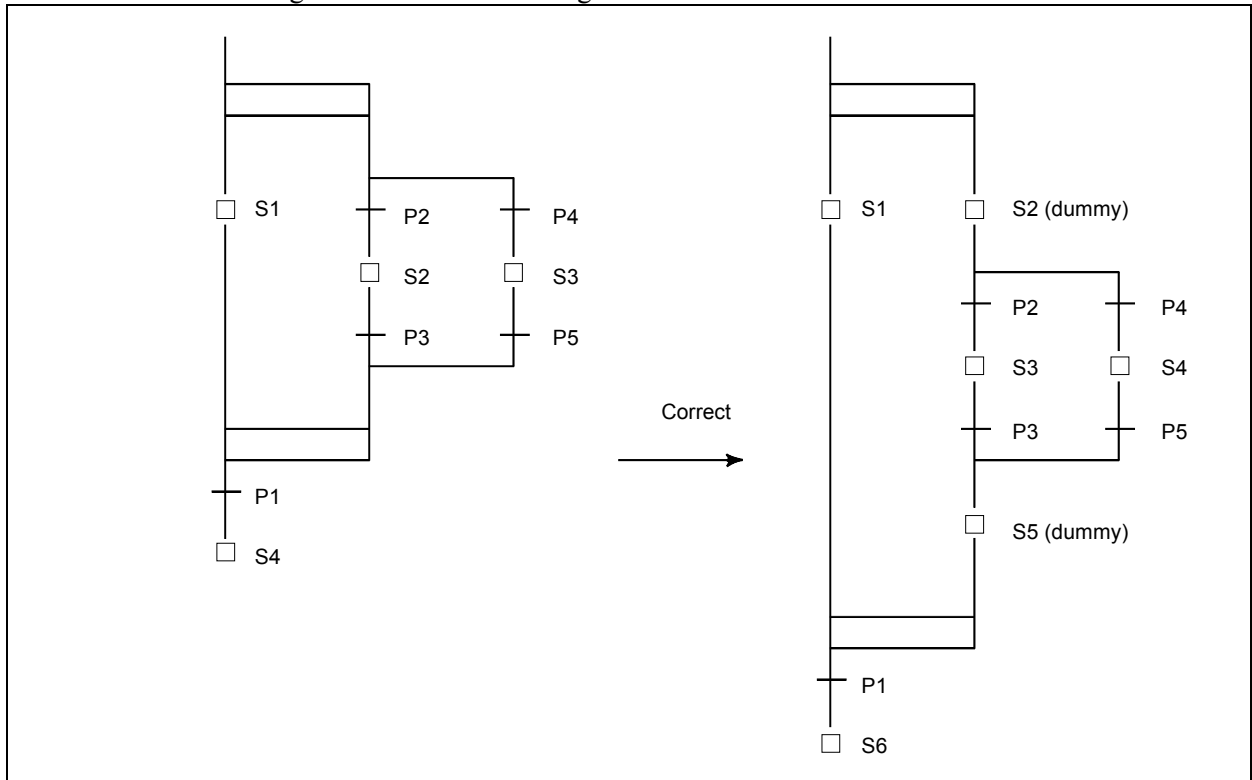 S1
P2
P4
S2
S3
P3
P5
P1
S4
Correct
S1
S2 (dummy)
P2
P4
S3
S4
P3
P5
S5 (dummy)
P1
S6